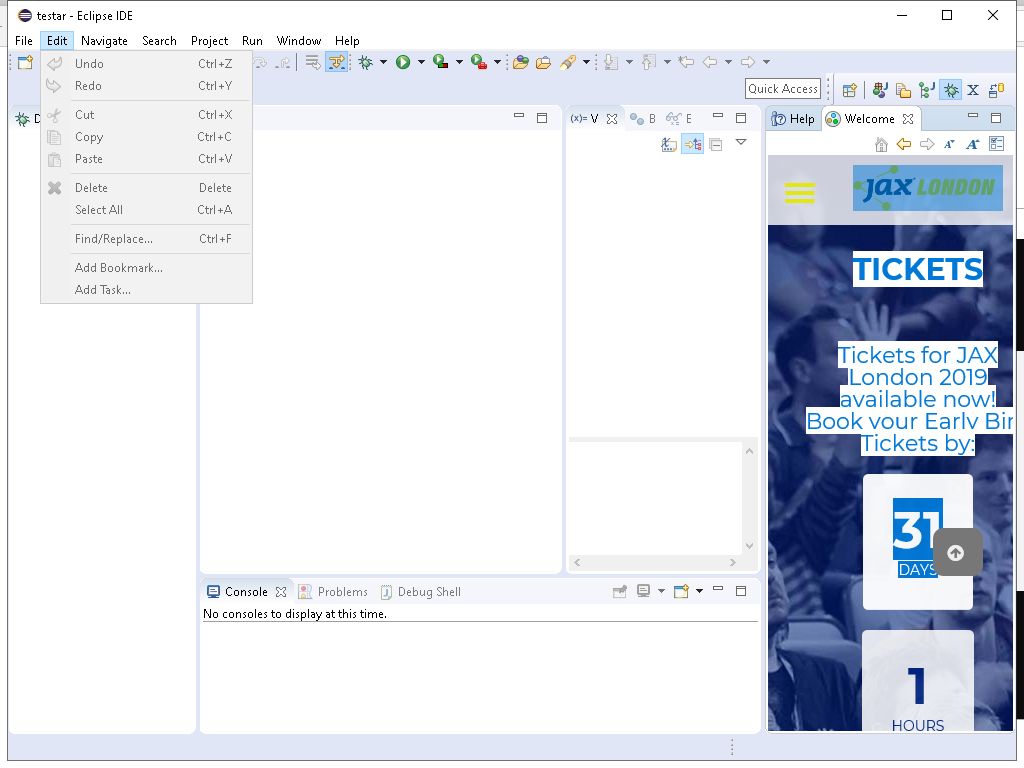 testar - Eclipse IDE
File Edit Navigate Search Project Run Window Help
Undo Ctrl+Z
Redo Ctrl+Y
Cut Ctrl+X
Copy Ctrl+C
Paste Ctrl+V
Delete Delete
Select All Ctrl+A
Find/Replace... Ctrl+F
Add Bookmark...
Add Task...
Quick Access
D
(x)= V
B
E
Help
Welcome
JAX LONDON
TICKETS
Tickets for JAX
London 2019
available now!
Book your Early Bir
Tickets by:
31
DAYS
1
HOURS
Console Problems Debug Shell
No consoles to display at this time.